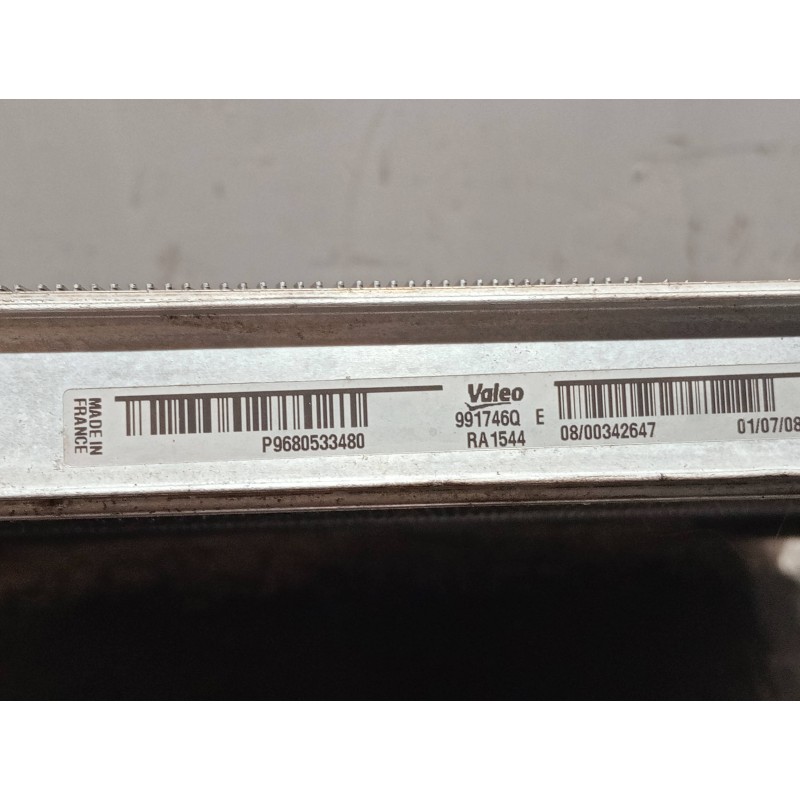 MADE IN
FRANCE
P9680533480
Valeo
991746Q E
RA1544
08/00342647
01/07/08